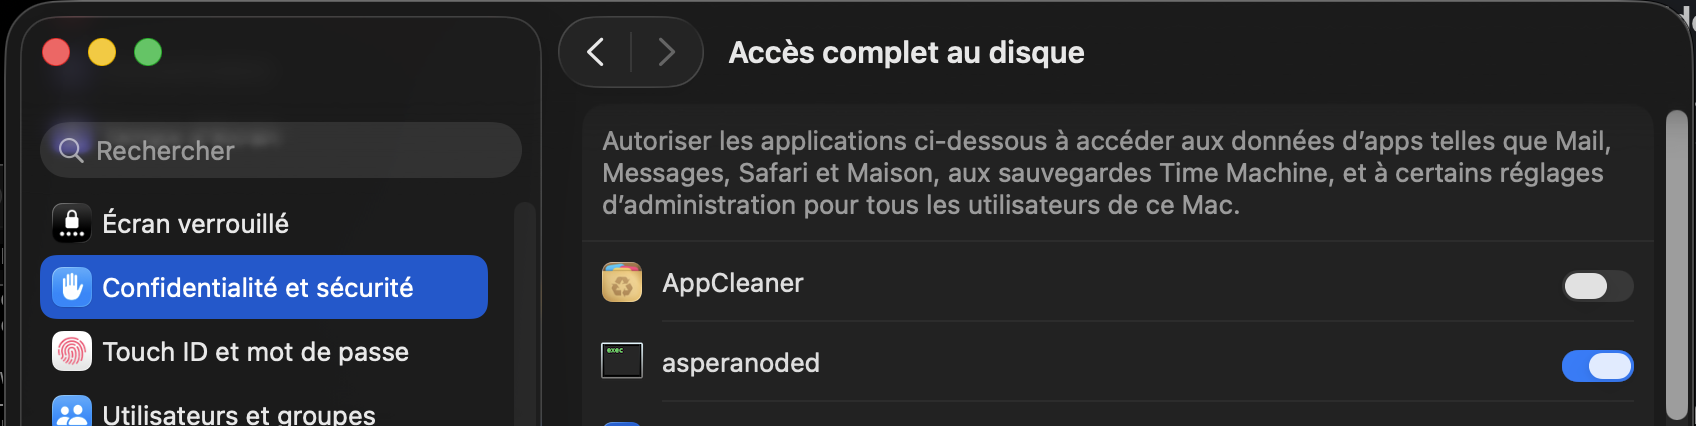 Accès complet au disque
Rechercher
Écran verrouillé
Confidentialité et sécurité
Touch ID et mot de passe
Utilisateurs et groupes
Autoriser les applications ci-dessous à accéder aux données d’apps telles que Mail,
Messages, Safari et Maison, aux sauvegardes Time Machine, et à certains réglages
d’administration pour tous les utilisateurs de ce Mac.
AppCleaner
exec
asperanoded